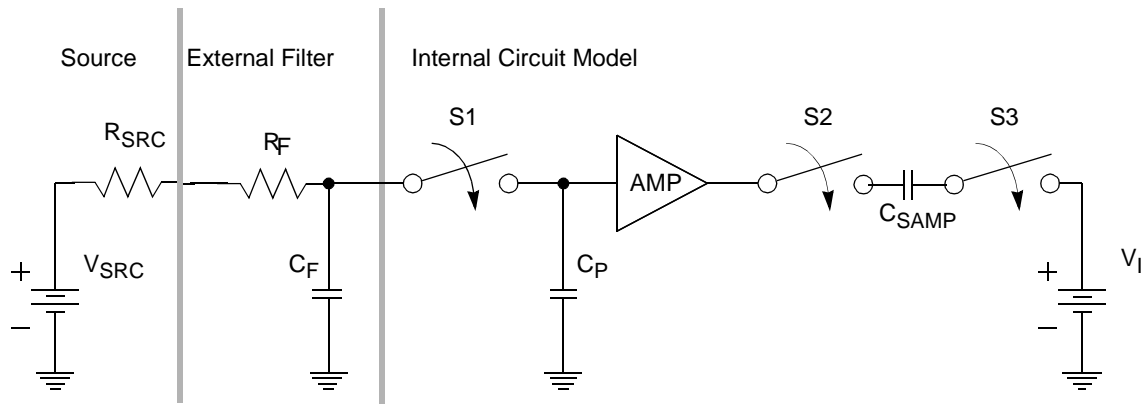 Source
External Filter
Internal Circuit Model
RSRC
RF
S1
S2
S3
AMP
CSAMP
+
VSRC
−
CF
CP
+
VI
−